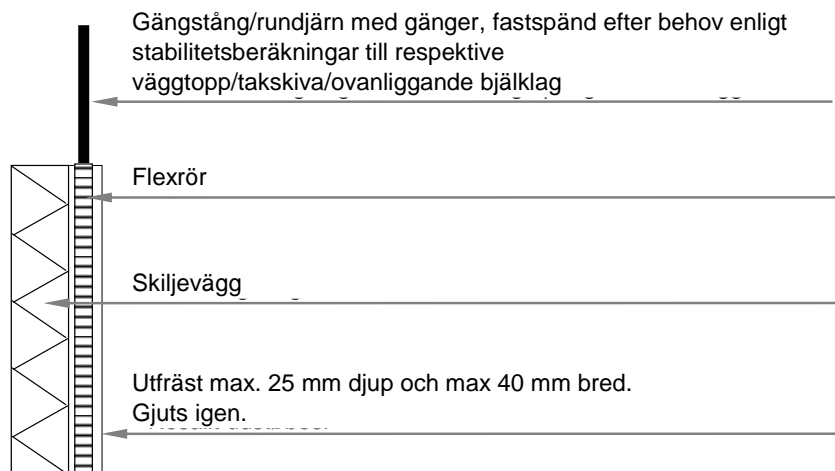 Gängstång/rundjärn med gänger, fastspänd efter behov enligt
stabilitetsberäkningar till respektive
väggtopp/takskiva/ovanliggande bjälklag
Flexrör
Skiljevägg
Utfräst max. 25 mm djup och max 40 mm bred.
Gjuts igen.